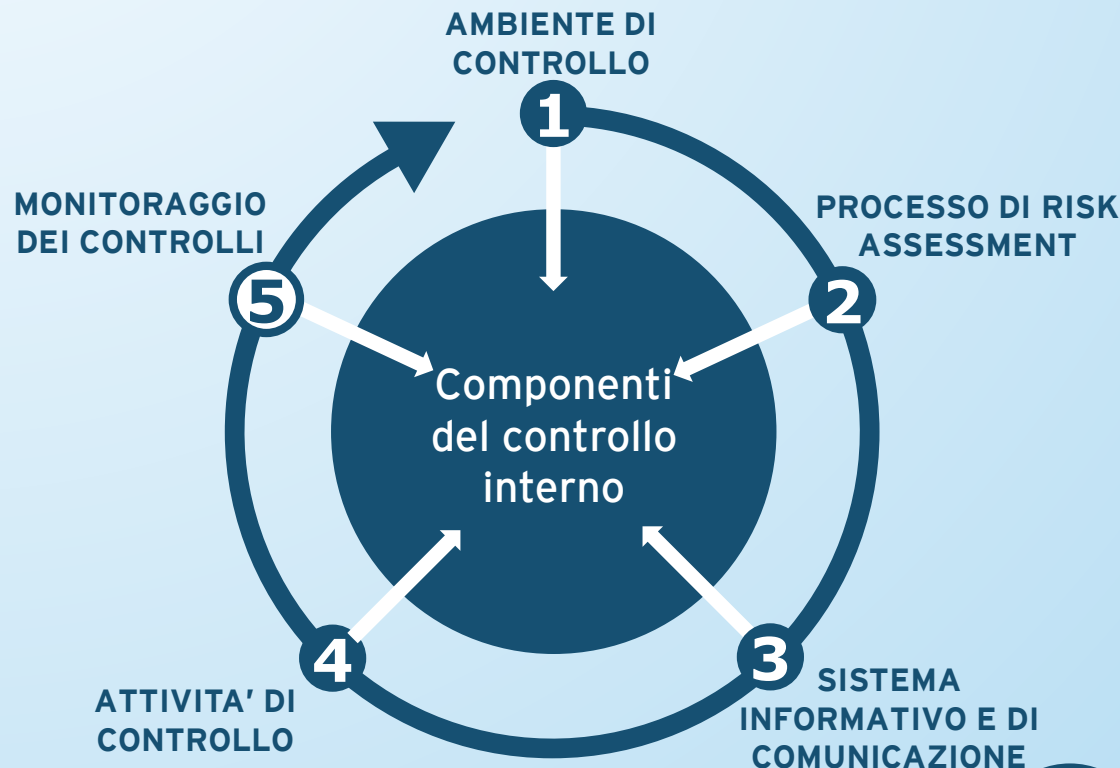 AMBIENTE DI
CONTROLLO
1
PROCESSO DI RISK
ASSESSMENT
2
SISTEMA
INFORMATIVO E DI
COMUNICAZIONE
3
ATTIVITA' DI
CONTROLLO
4
MONITORAGGIO
DEI CONTROLLI
5
Componenti
del controllo
interno